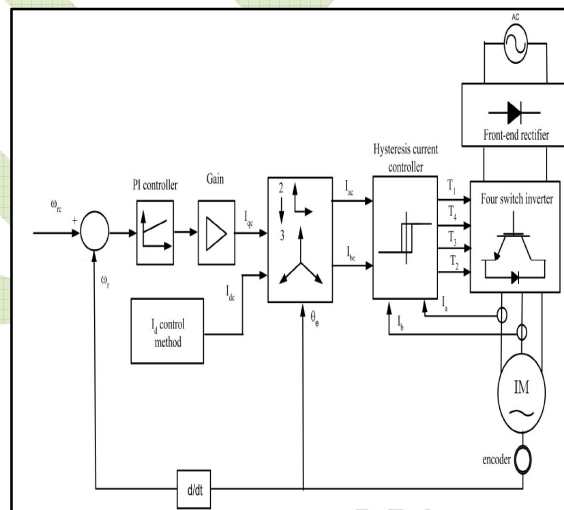 AC
Front-end rectifier
Hysteresis current
controller
PI controller
Gain
ω_rc
+
ω_r
I_qc
I_dc
2
3
I_ac
I_bc
T_1
T_4
T_3
T_2
Four switch inverter
I_d control
method
θ_e
I_a
I_b
IM
encoder
d/dt